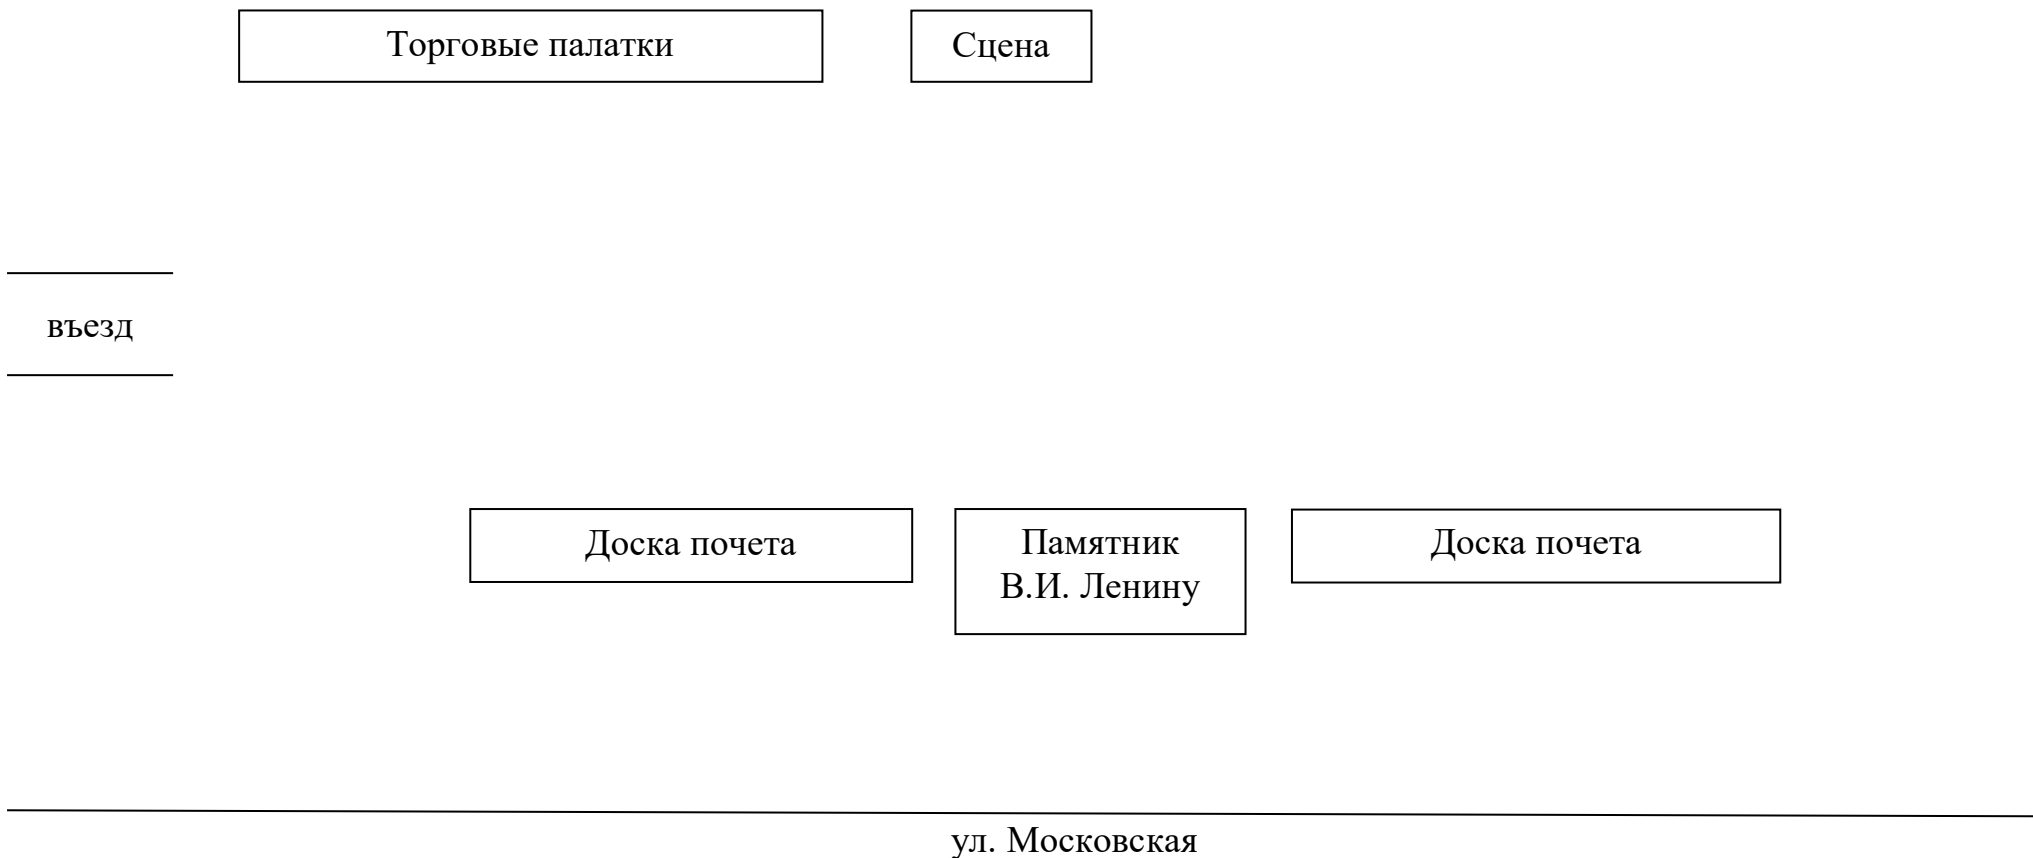 Торговые палатки
Сцена
въезд
Доска почета
Памятник
В.И. Ленину
Доска почета
ул. Московская